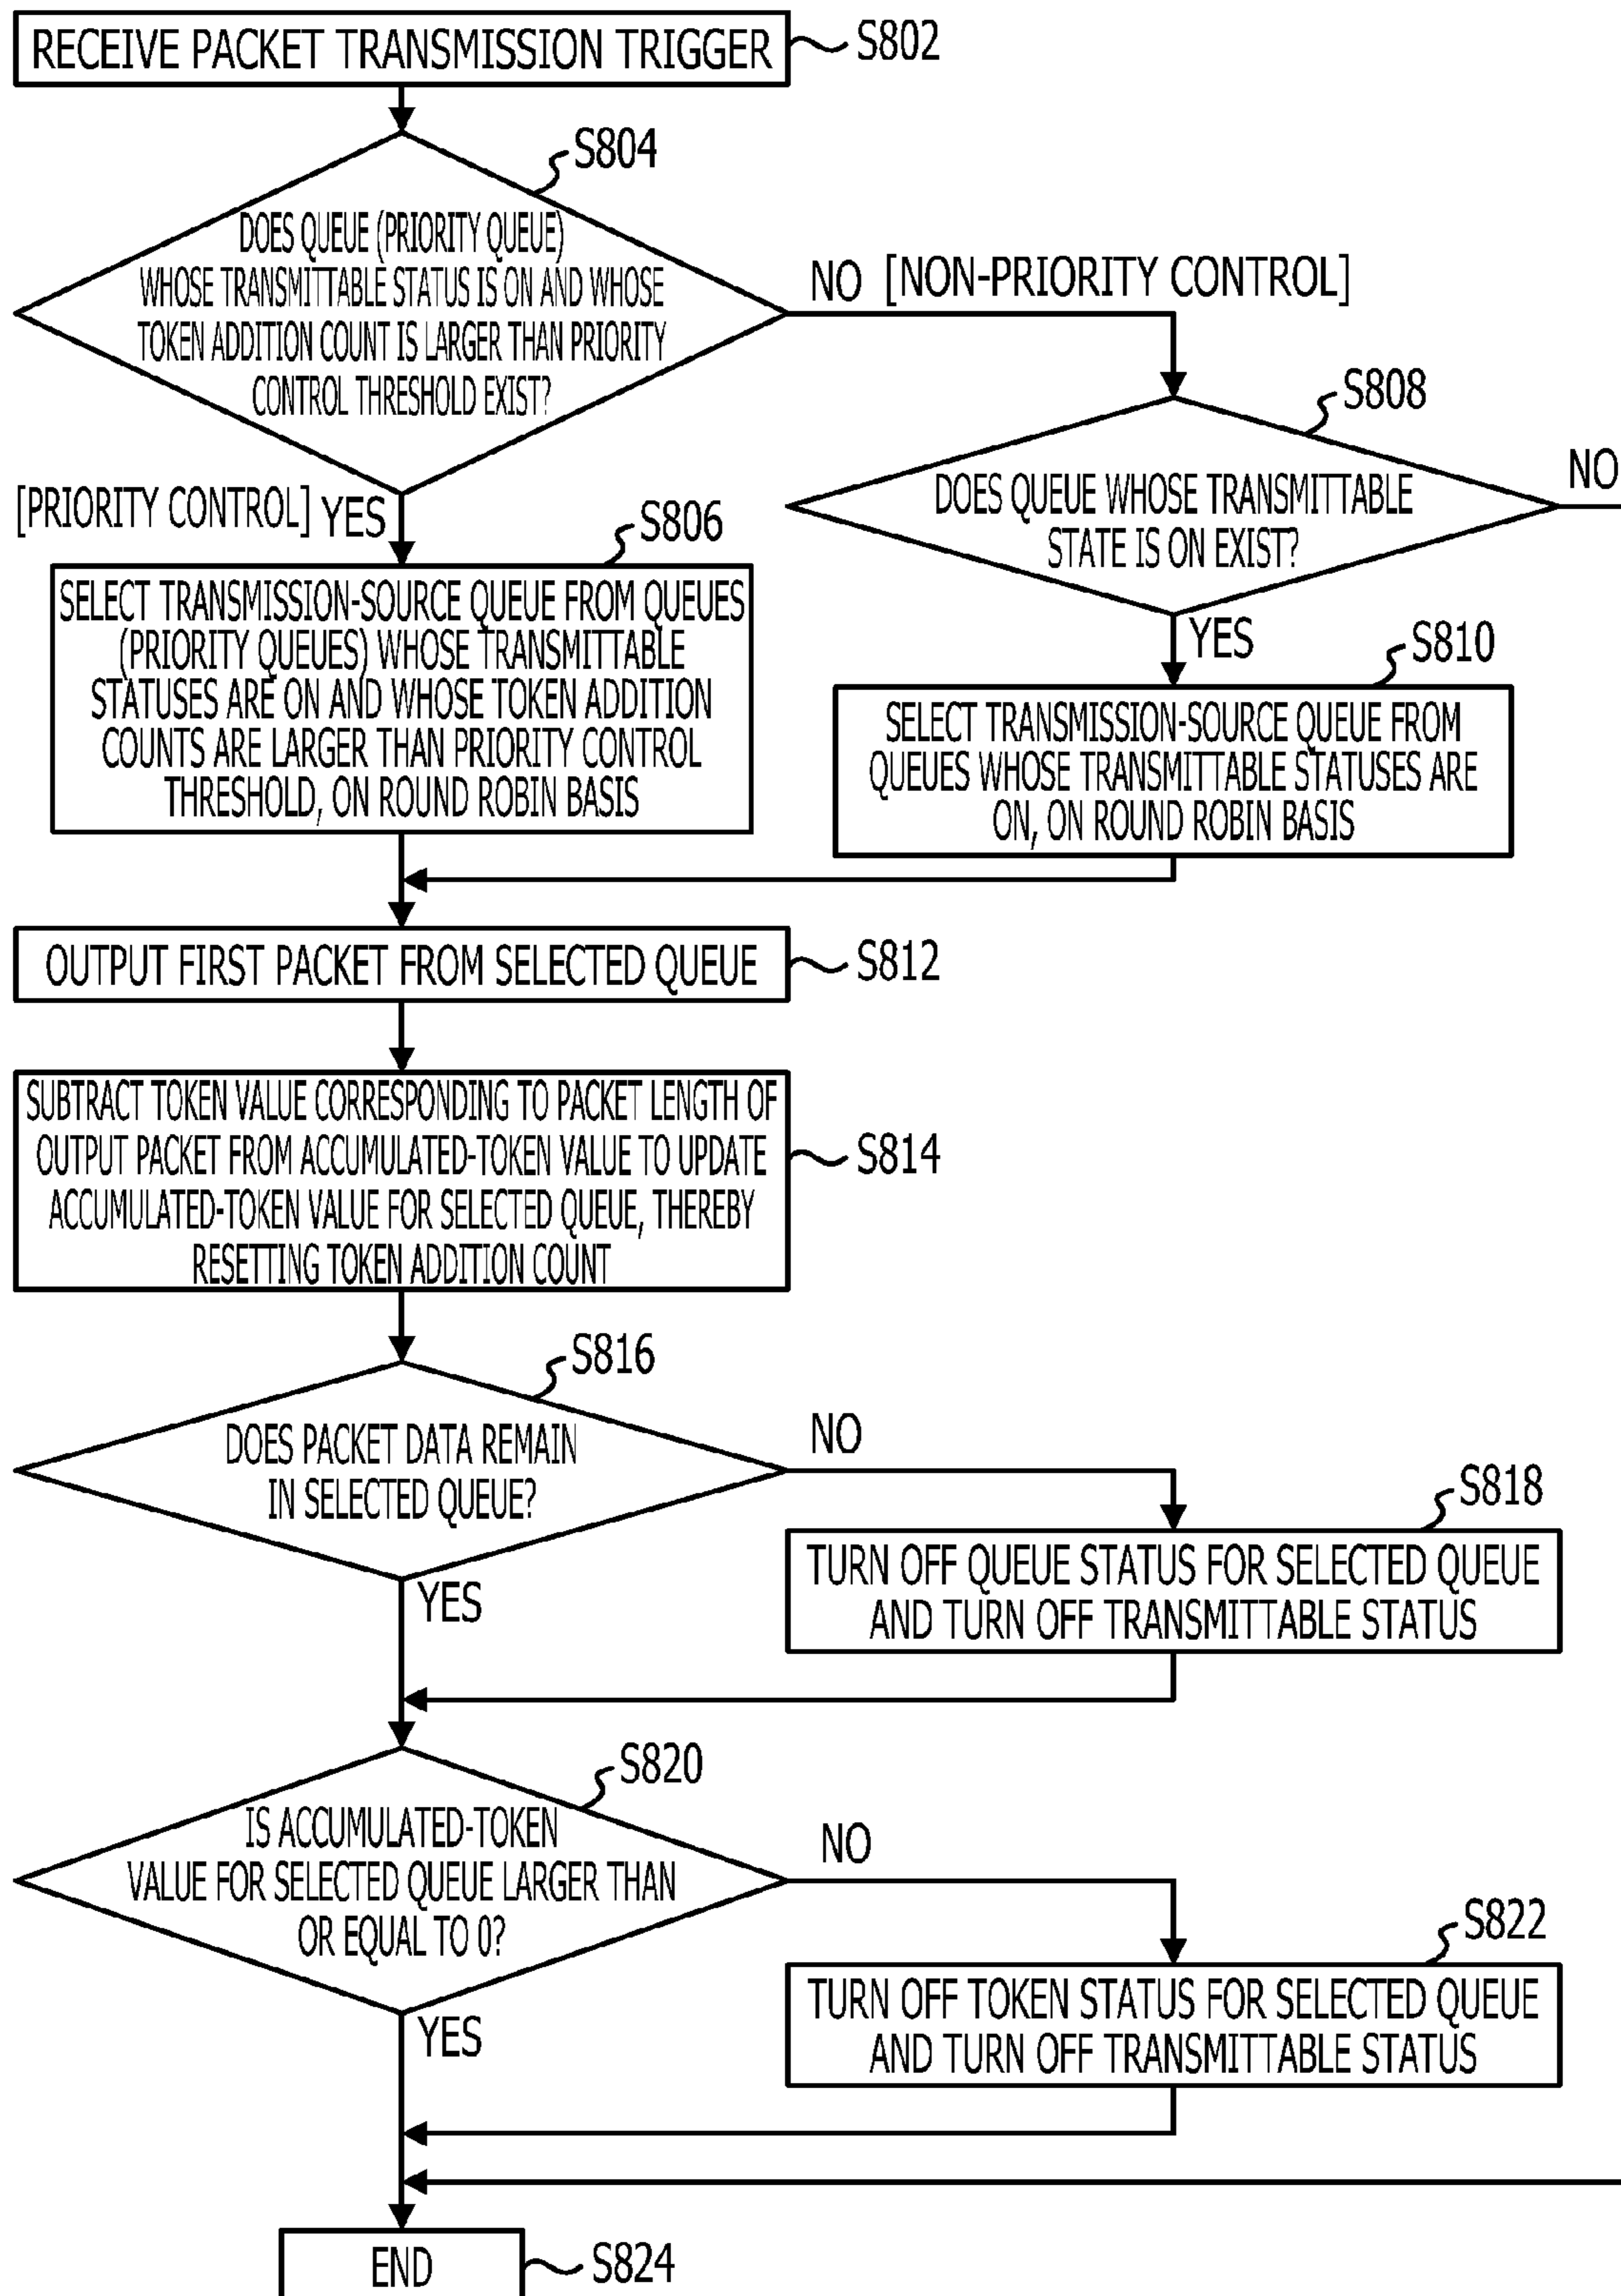 RECEIVE PACKET TRANSMISSION TRIGGER
S802
S804
DOES QUEUE (PRIORITY QUEUE)
WHOSE TRANSMITTABLE STATUS IS ON AND WHOSE
TOKEN ADDITION COUNT IS LARGER THAN PRIORITY
CONTROL THRESHOLD EXIST?
NO [NON-PRIORITY CONTROL]
S808
DOES QUEUE WHOSE TRANSMITTABLE
STATE IS ON EXIST?
NO
[PRIORITY CONTROL] YES
S806
SELECT TRANSMISSION-SOURCE QUEUE FROM QUEUES
(PRIORITY QUEUES) WHOSE TRANSMITTABLE
STATUSES ARE ON AND WHOSE TOKEN ADDITION
COUNTS ARE LARGER THAN PRIORITY CONTROL
THRESHOLD, ON ROUND ROBIN BASIS
YES
S810
SELECT TRANSMISSION-SOURCE QUEUE FROM
QUEUES WHOSE TRANSMITTABLE STATUSES ARE
ON, ON ROUND ROBIN BASIS
OUTPUT FIRST PACKET FROM SELECTED QUEUE
S812
SUBTRACT TOKEN VALUE CORRESPONDING TO PACKET LENGTH OF
OUTPUT PACKET FROM ACCUMULATED-TOKEN VALUE TO UPDATE
ACCUMULATED-TOKEN VALUE FOR SELECTED QUEUE, THEREBY
RESETTING TOKEN ADDITION COUNT
S814
S816
DOES PACKET DATA REMAIN
IN SELECTED QUEUE?
NO
S818
TURN OFF QUEUE STATUS FOR SELECTED QUEUE
AND TURN OFF TRANSMITTABLE STATUS
YES
S820
IS ACCUMULATED-TOKEN
VALUE FOR SELECTED QUEUE LARGER THAN
OR EQUAL TO 0?
NO
S822
TURN OFF TOKEN STATUS FOR SELECTED QUEUE
AND TURN OFF TRANSMITTABLE STATUS
YES
END
S824